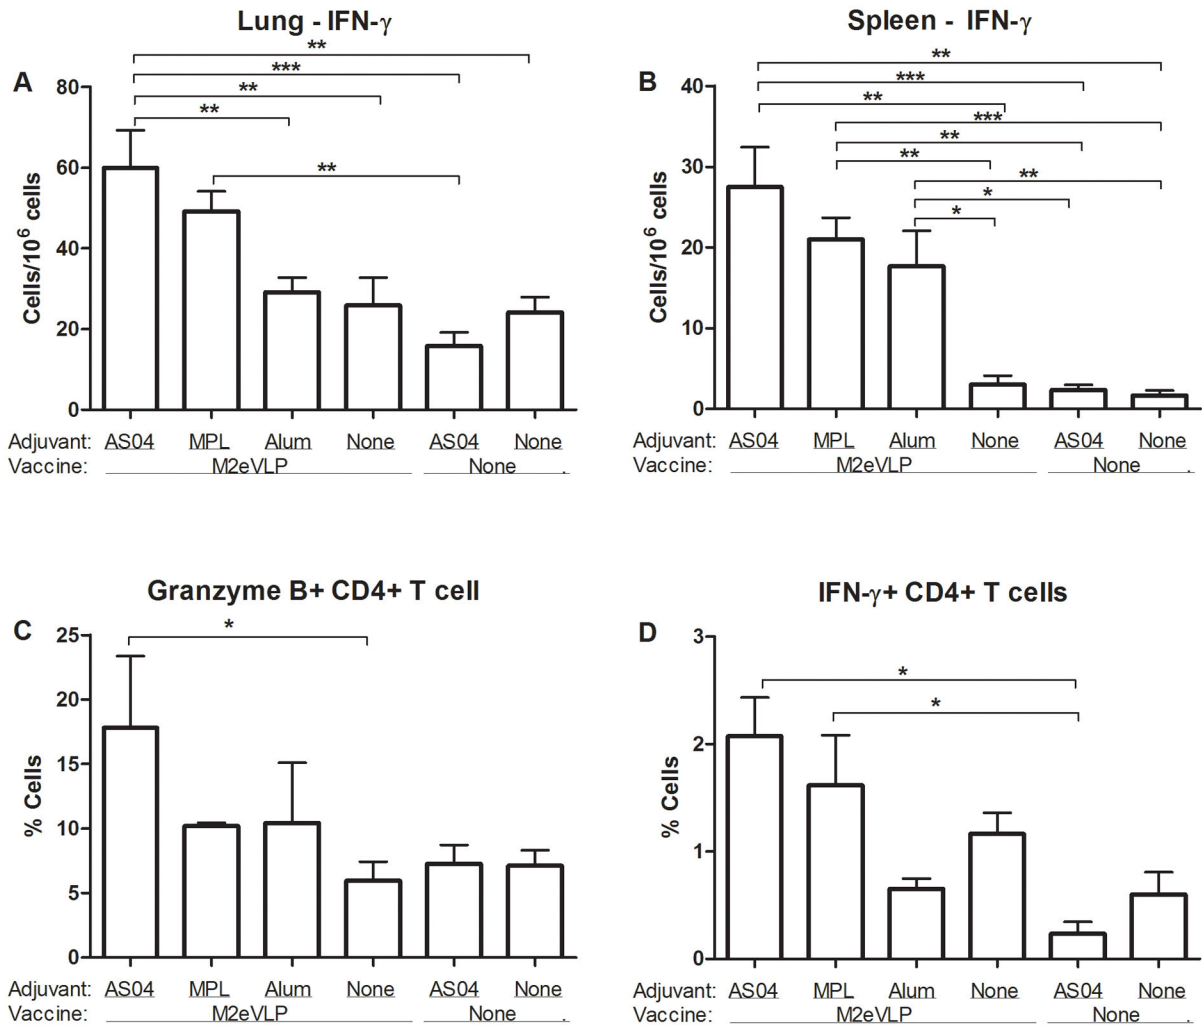 Lung - IFN-γ
A
**
***
**
**
**
80
60
40
20
0
Cells/10⁶ cells
Adjuvant: AS04 MPL Alum None AS04 None
Vaccine: M2eVLP None .
Spleen - IFN-γ
B
**
***
**
***
**
**
**
*
*
40
30
20
10
0
Cells/10⁶ cells
Adjuvant: AS04 MPL Alum None AS04 None
Vaccine: M2eVLP None .
Granzyme B+ CD4+ T cell
C
*
25
20
15
10
5
0
% Cells
Adjuvant: AS04 MPL Alum None AS04 None
Vaccine: M2eVLP None .
IFN-γ+ CD4+ T cells
D
*
*
3
2
1
0
% Cells
Adjuvant: AS04 MPL Alum None AS04 None
Vaccine: M2eVLP None .